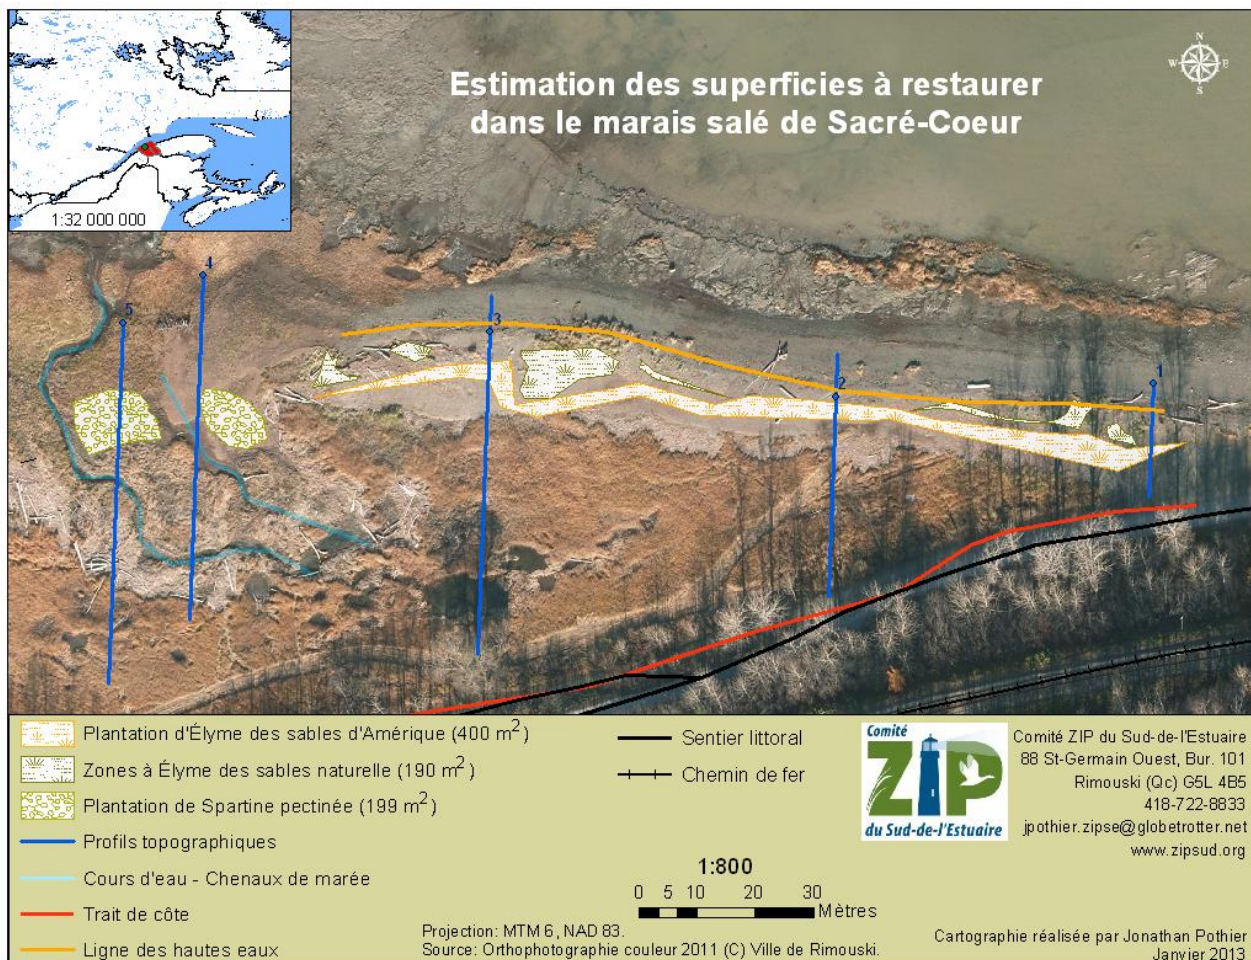 1:32 000 000
Estimation des superficies à restaurer
dans le marais salé de Sacré-Coeur
N
W E
S
5
4
3
2
1
Plantation d'Élyme des sables d'Amérique (400 m²)
Zones à Élyme des sables naturelle (190 m²)
Plantation de Spartine pectinée (199 m²)
Profils topographiques
Cours d'eau - Chenaux de marée
Trait de côte
Ligne des hautes eaux
Sentier littoral
Chemin de fer
1:800
0 5 10 20 30
Mètres
Projection: MTM 6, NAD 83.
Source: Orthophotographie couleur 2011 (C) Ville de Rimouski.
Comité
ZIP
du Sud-de-l'Estuaire
Comité ZIP du Sud-de-l'Estuaire
88 St-Germain Ouest, Bur. 101
Rimouski (Qc) G5L 4B5
418-722-8833
jpothier.zipse@globetrotter.net
www.zipsud.org
Cartographie réalisée par Jonathan Pothier
Janvier 2013